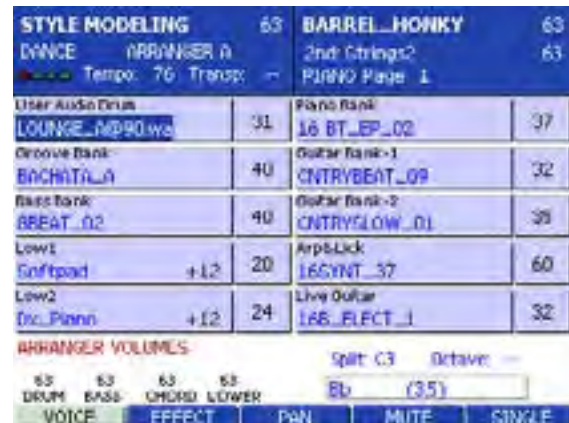 STYLE MODELING 63
DANCE ARRANGER A
Tempo: 76 Transp: --
BARREL_HONKY 63
2nd: Strings2 63
PIANO Page 1
User Audio Drum
LOUNGE_A@90.wa 31
Groove Bank
BACHATA_A 40
Bass Bank
8BEAT_02 40
Low1
Softpad +12 20
Low2
Dx_Piano +12 24
Piano Bank
16 BT_EP_02 37
Guitar Bank-1
CNTRYBEAT_09 32
Guitar Bank-2
CNTRYSLOW_01
Arp&Lick
16SYNT_37 60
Live Guitar
16B_ELECT_1 32
ARRANGER VOLUMES
63 63 63 63
DRUM BASS CHORD LOWER
Split: C3 Octave: --
Bb (3.5)
VOICE EFFECT PAN MUTE SINGLE